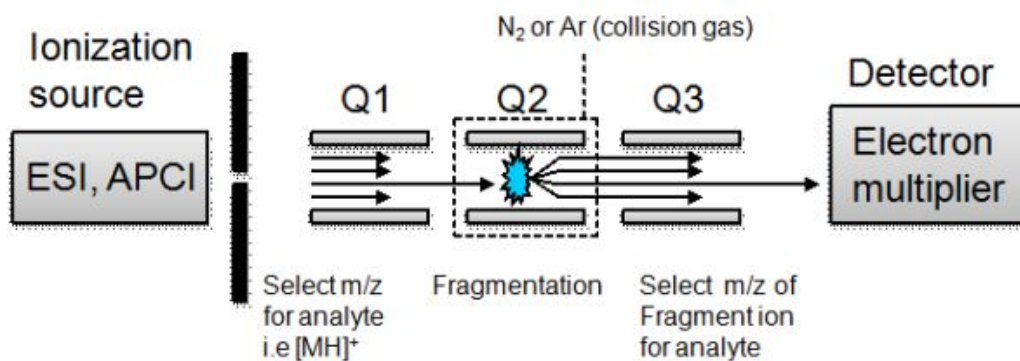 N₂ or Ar (collision gas)
Ionization
source
Q1
Q2
Q3
Detector
ESI, APCI
Electron
multiplier
Select m/z
for analyte
i.e [MH]⁺
Fragmentation
Select m/z of
Fragment ion
for analyte